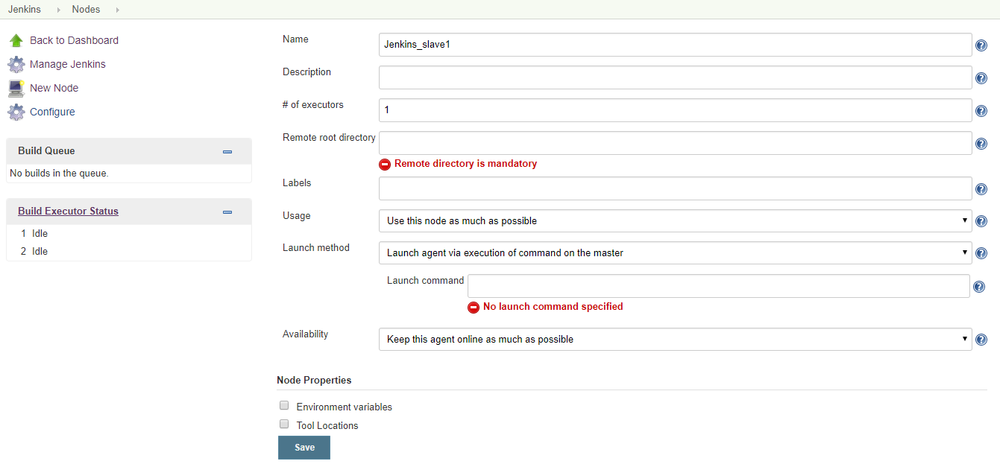 Jenkins Nodes
Back to Dashboard
Manage Jenkins
New Node
Configure
Build Queue
No builds in the queue.
Build Executor Status
1 Idle
2 Idle
Name Jenkins_slave1
Description
# of executors 1
Remote root directory
Remote directory is mandatory
Labels
Usage Use this node as much as possible
Launch method Launch agent via execution of command on the master
Launch command
No launch command specified
Availability Keep this agent online as much as possible
Node Properties
Environment variables
Tool Locations
Save